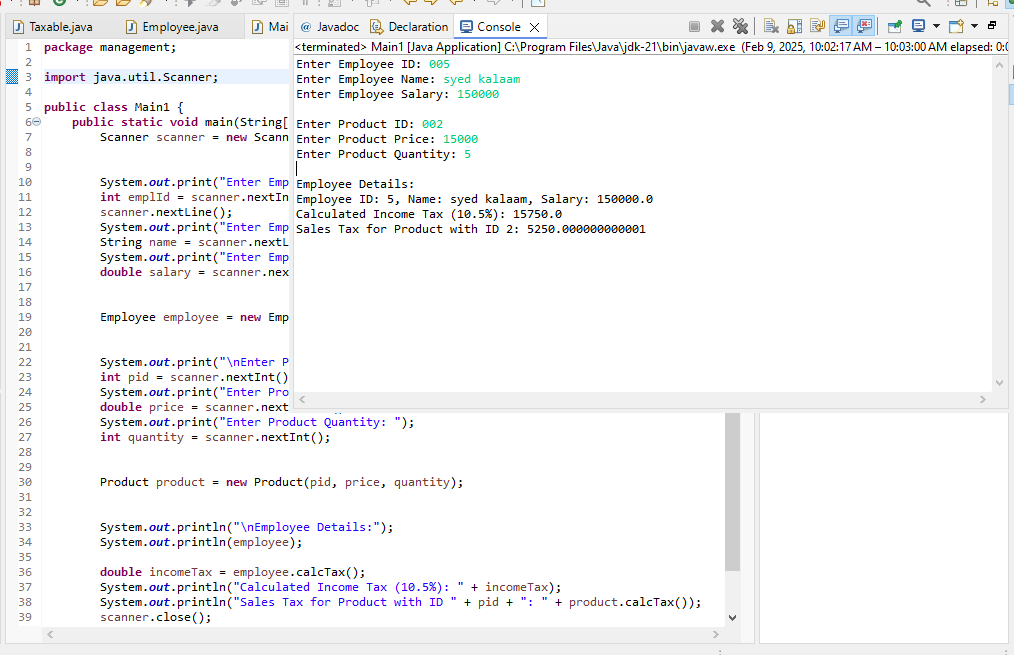 Taxable.java
Employee.java
Mai
Javadoc
Declaration
Console
<terminated> Main1 [Java Application] C:\Program Files\Java\jdk-21\bin\javaw.exe (Feb 9, 2025, 10:02:17 AM – 10:03:00 AM elapsed: 0:0
Enter Employee ID: 005
Enter Employee Name: syed kalaam
Enter Employee Salary: 150000
Enter Product ID: 002
Enter Product Price: 15000
Enter Product Quantity: 5
Employee Details:
Employee ID: 5, Name: syed kalaam, Salary: 150000.0
Calculated Income Tax (10.5%): 15750.0
Sales Tax for Product with ID 2: 5250.000000000001
1 package management;
2
3 import java.util.Scanner;
4
5 public class Main1 {
6 public static void main(String[
7 Scanner scanner = new Scann
8
9
10 System.out.print("Enter Emp
11 int emplId = scanner.nextIn
12 scanner.nextLine();
13 System.out.print("Enter Emp
14 String name = scanner.nextL
15 System.out.print("Enter Emp
16 double salary = scanner.nex
17
18
19 Employee employee = new Emp
20
21
22 System.out.print("\nEnter P
23 int pid = scanner.nextInt()
24 System.out.print("Enter Pro
25 double price = scanner.next
26 System.out.print("Enter Product Quantity: ");
27 int quantity = scanner.nextInt();
28
29
30 Product product = new Product(pid, price, quantity);
31
32
33 System.out.println("\nEmployee Details:");
34 System.out.println(employee);
35
36 double incomeTax = employee.calcTax();
37 System.out.println("Calculated Income Tax (10.5%): " + incomeTax);
38 System.out.println("Sales Tax for Product with ID " + pid + ": " + product.calcTax());
39 scanner.close();